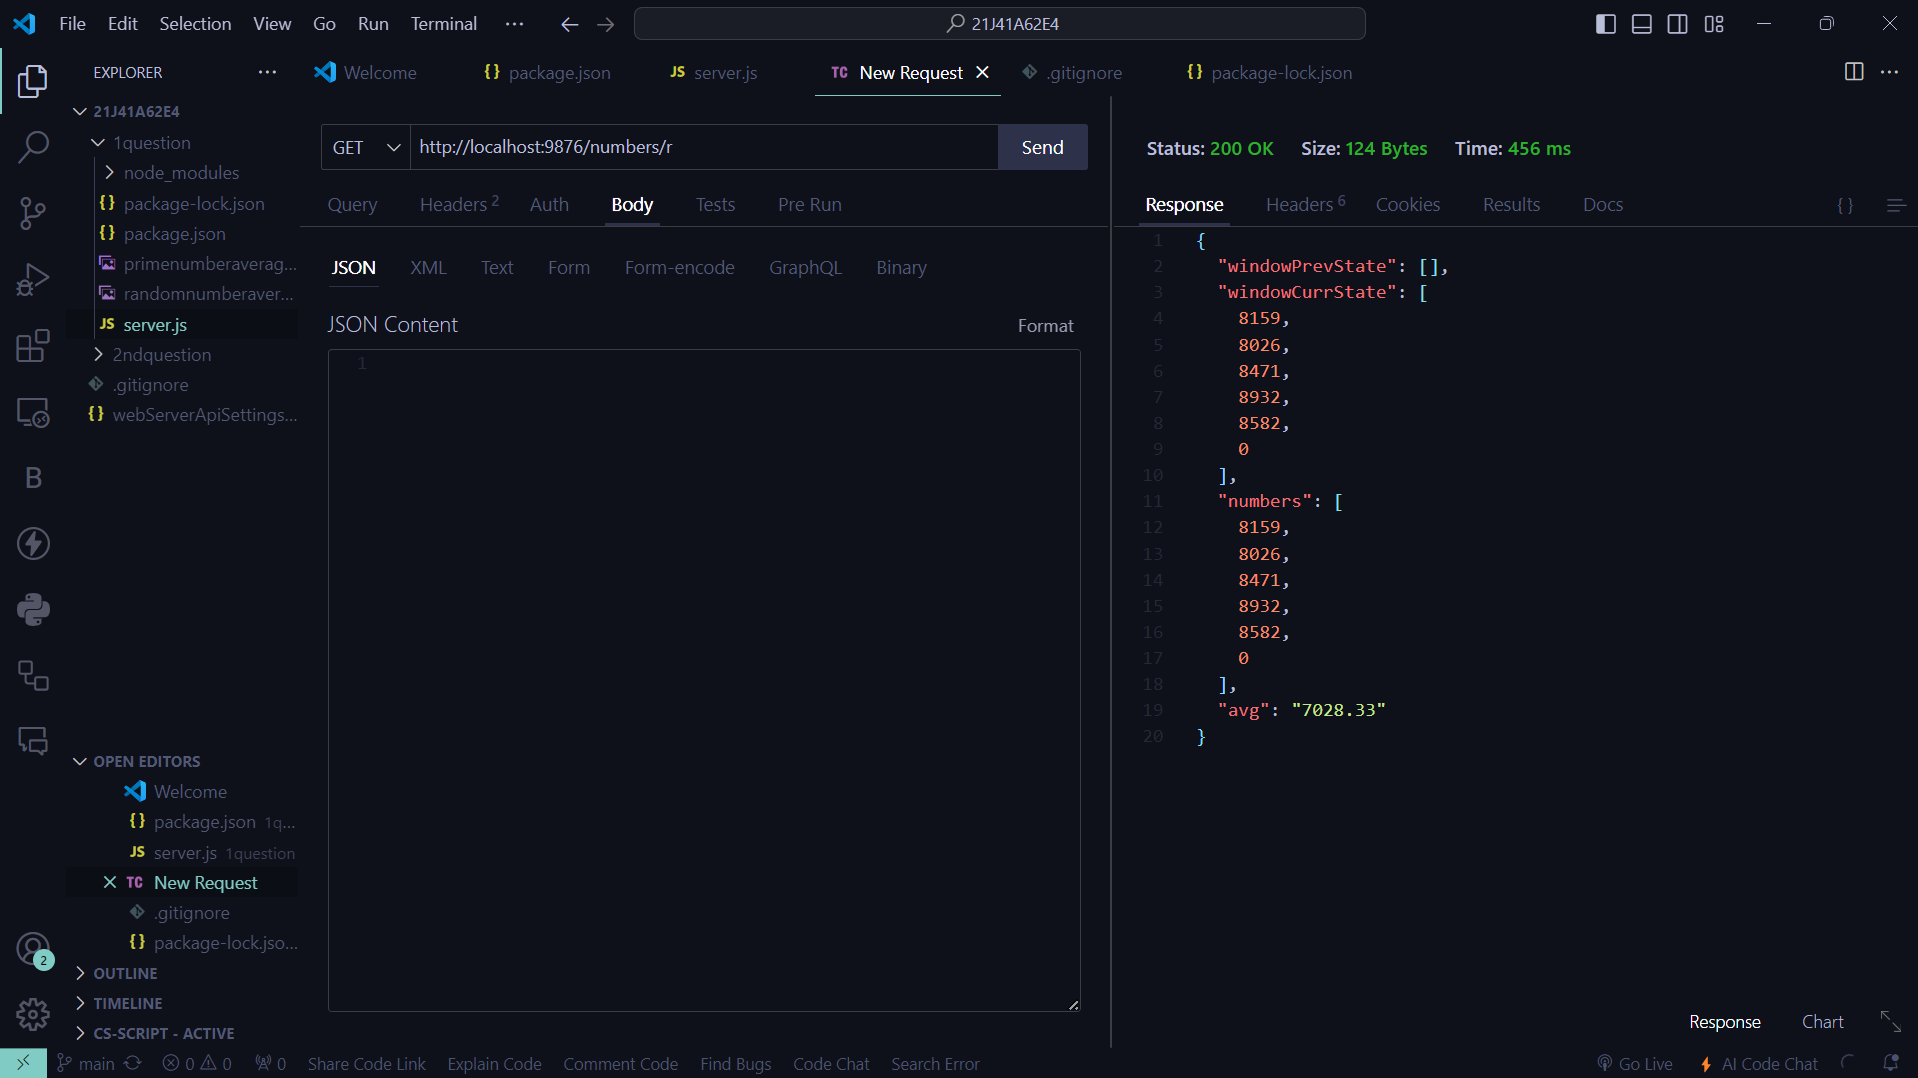 File Edit Selection View Go Run Terminal ··· 21J41A62E4
EXPLORER ···
Welcome {} package.json JS server.js TC New Request .gitignore {} package-lock.json ···
21J41A62E4
1question
node_modules
{} package-lock.json
{} package.json
primenumberaverag...
randomnumberaver...
JS server.js
2ndquestion
.gitignore
{} webServerApiSettings...
B
OPEN EDITORS
Welcome
{} package.json 1q...
JS server.js 1question
TC New Request
.gitignore
{} package-lock.jso...
2
OUTLINE
TIMELINE
CS-SCRIPT - ACTIVE
GET http://localhost:9876/numbers/r Send
Query Headers 2 Auth Body Tests Pre Run
JSON XML Text Form Form-encode GraphQL Binary
JSON Content Format
1
Status: 200 OK Size: 124 Bytes Time: 456 ms
Response Headers 6 Cookies Results Docs {}
1 {
2 "windowPrevState": [],
3 "windowCurrState": [
4 8159,
5 8026,
6 8471,
7 8932,
8 8582,
9 0
10 ],
11 "numbers": [
12 8159,
13 8026,
14 8471,
15 8932,
16 8582,
17 0
18 ],
19 "avg": "7028.33"
20 }
Response Chart
main 0 0 0 Share Code Link Explain Code Comment Code Find Bugs Code Chat Search Error Go Live AI Code Chat